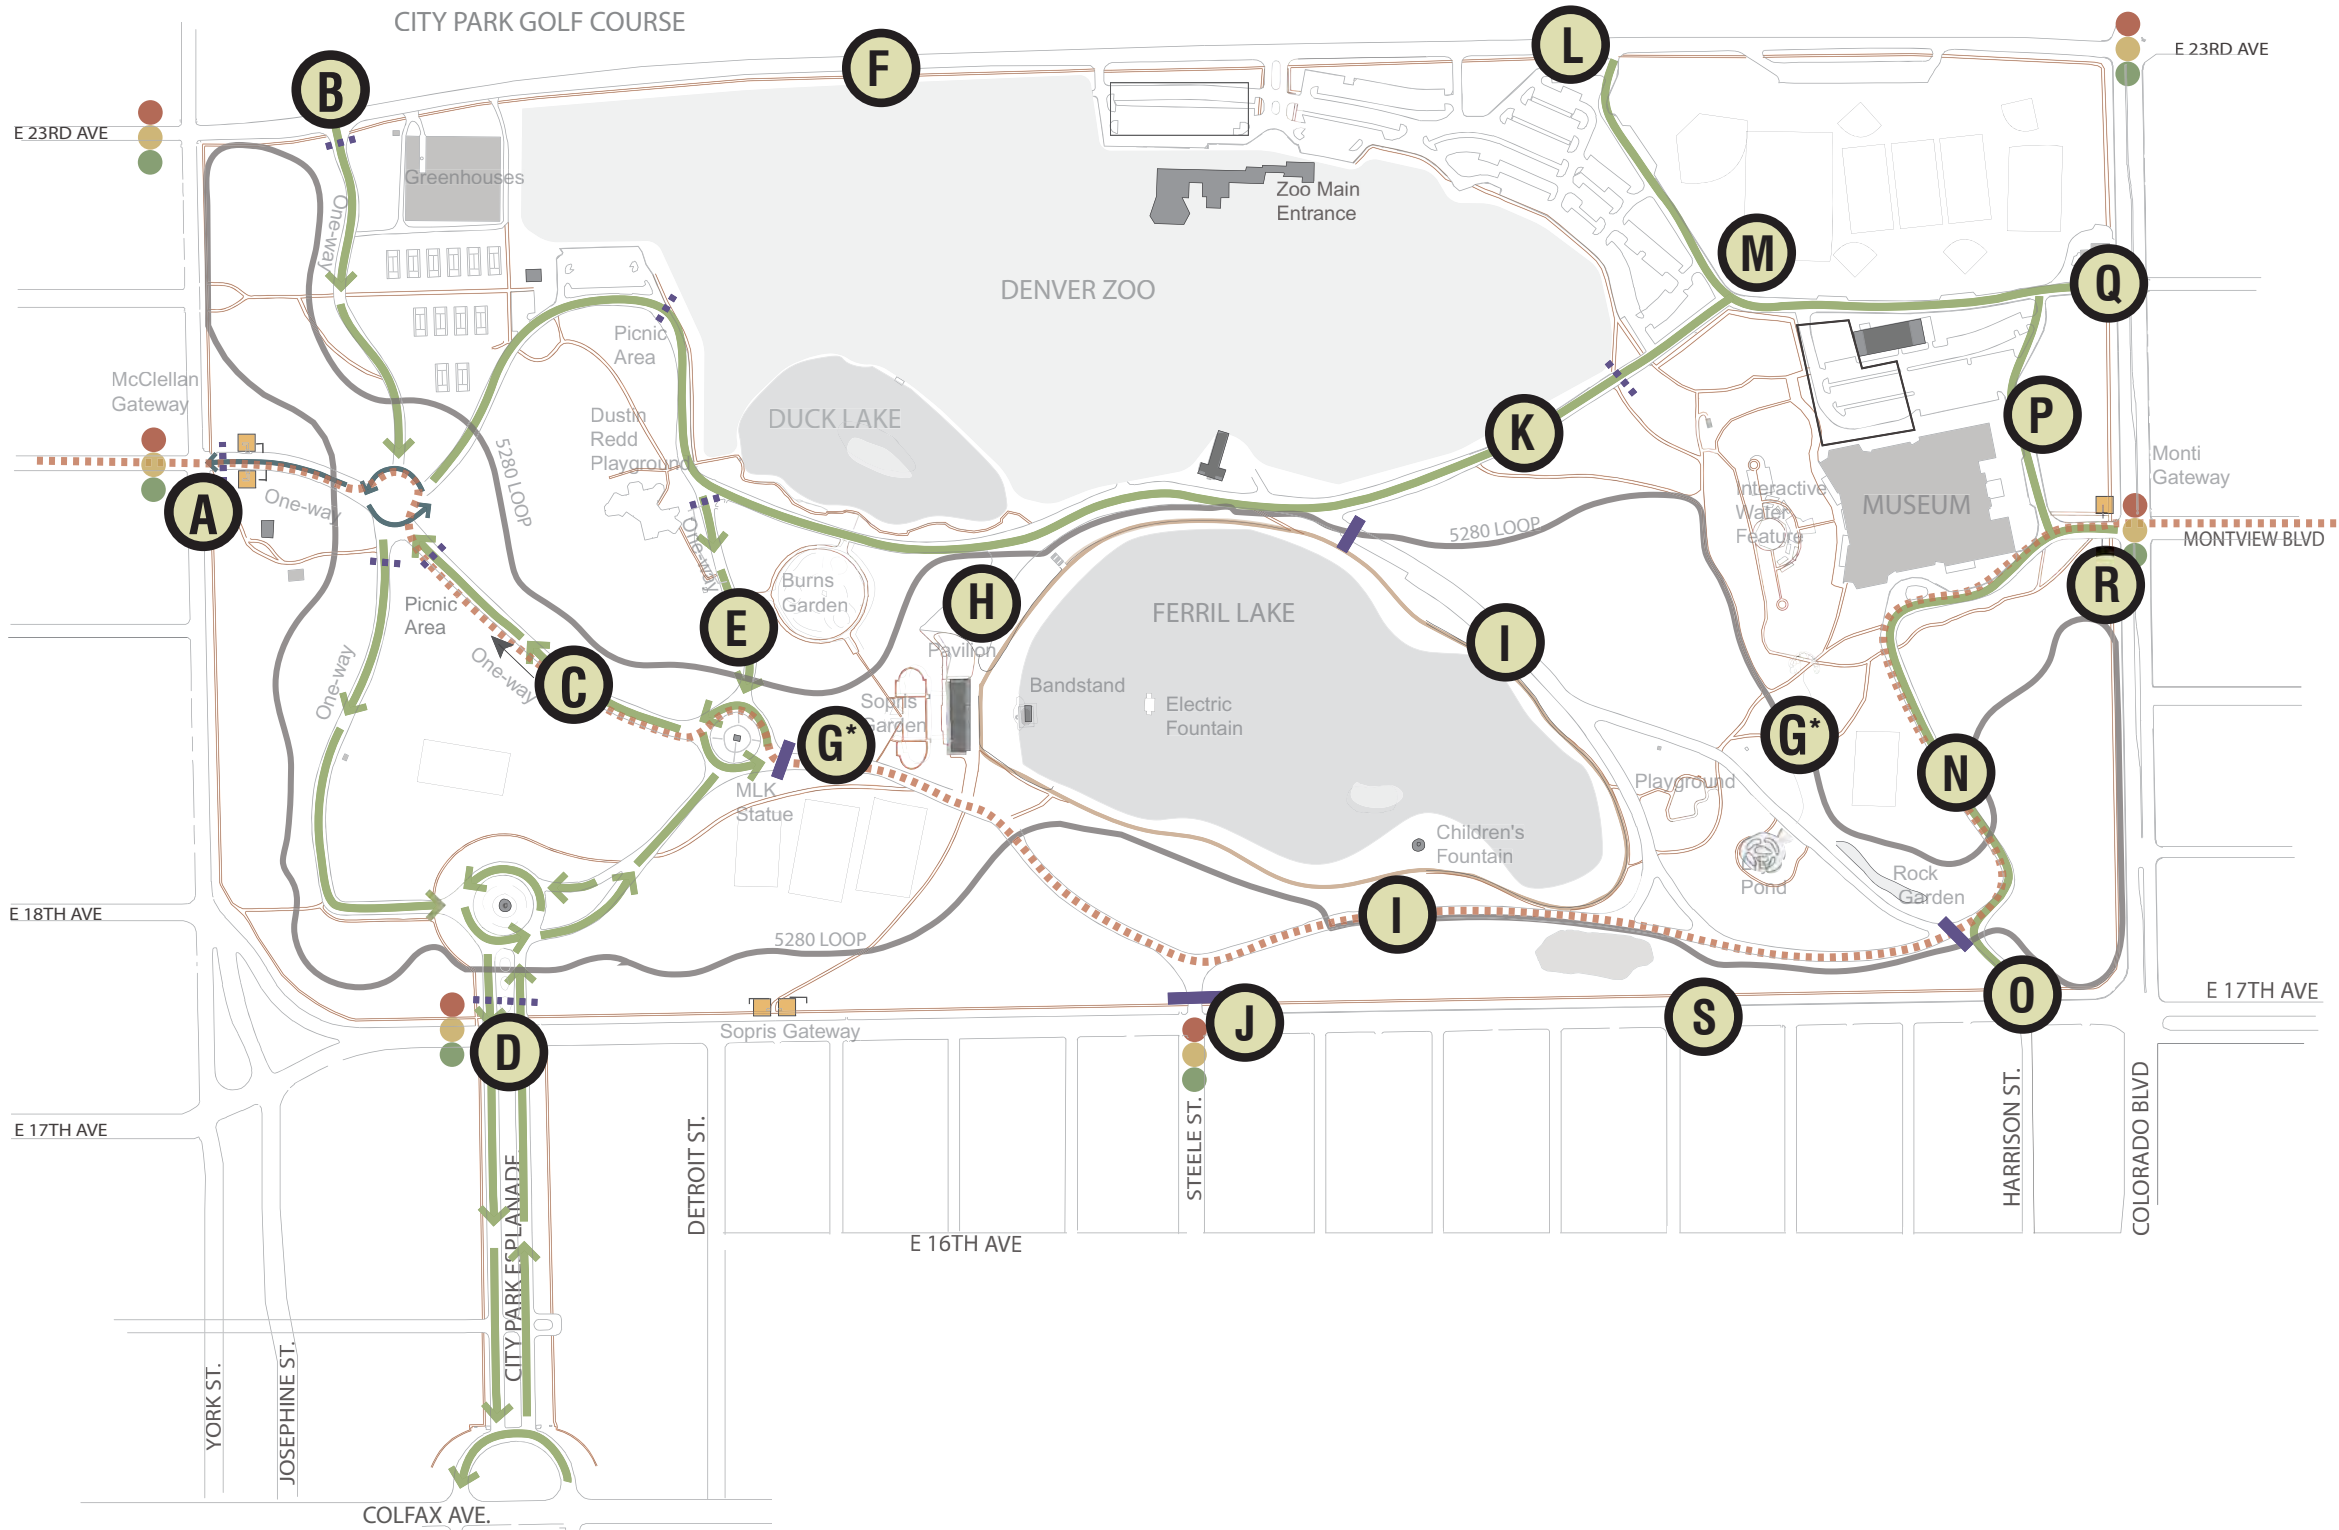 CITY PARK GOLF COURSE
L
E 23RD AVE
F
B
E 23RD AVE
Greenhouses
Zoo Main
Entrance
One-way
M
Q
DENVER ZOO
Picnic
Area
McClellan
Gateway
DUCK LAKE
Dustin
Redd
Playground
K
P
5280 LOOP
Monti
Gateway
A
One-way
Interactive
Water
Feature
MUSEUM
5280 LOOP
MONTVIEW BLVD
One-way
Burns
Garden
H
R
Picnic
Area
E
FERRIL LAKE
I
Pavilion
One-way
C
One-way
Bandstand
Sopris
Garden
Electric
Fountain
G*
G*
N
MLK
Statue
Playground
Children's
Fountain
Lily
Pond
Rock
Garden
E 18TH AVE
I
5280 LOOP
E 17TH AVE
O
S
J
Sopris Gateway
D
E 17TH AVE
CITY PARK ESPLANADE
DETROIT ST.
STEELE ST.
HARRISON ST.
COLORADO BLVD
E 16TH AVE
YORK ST.
JOSEPHINE ST.
COLFAX AVE.